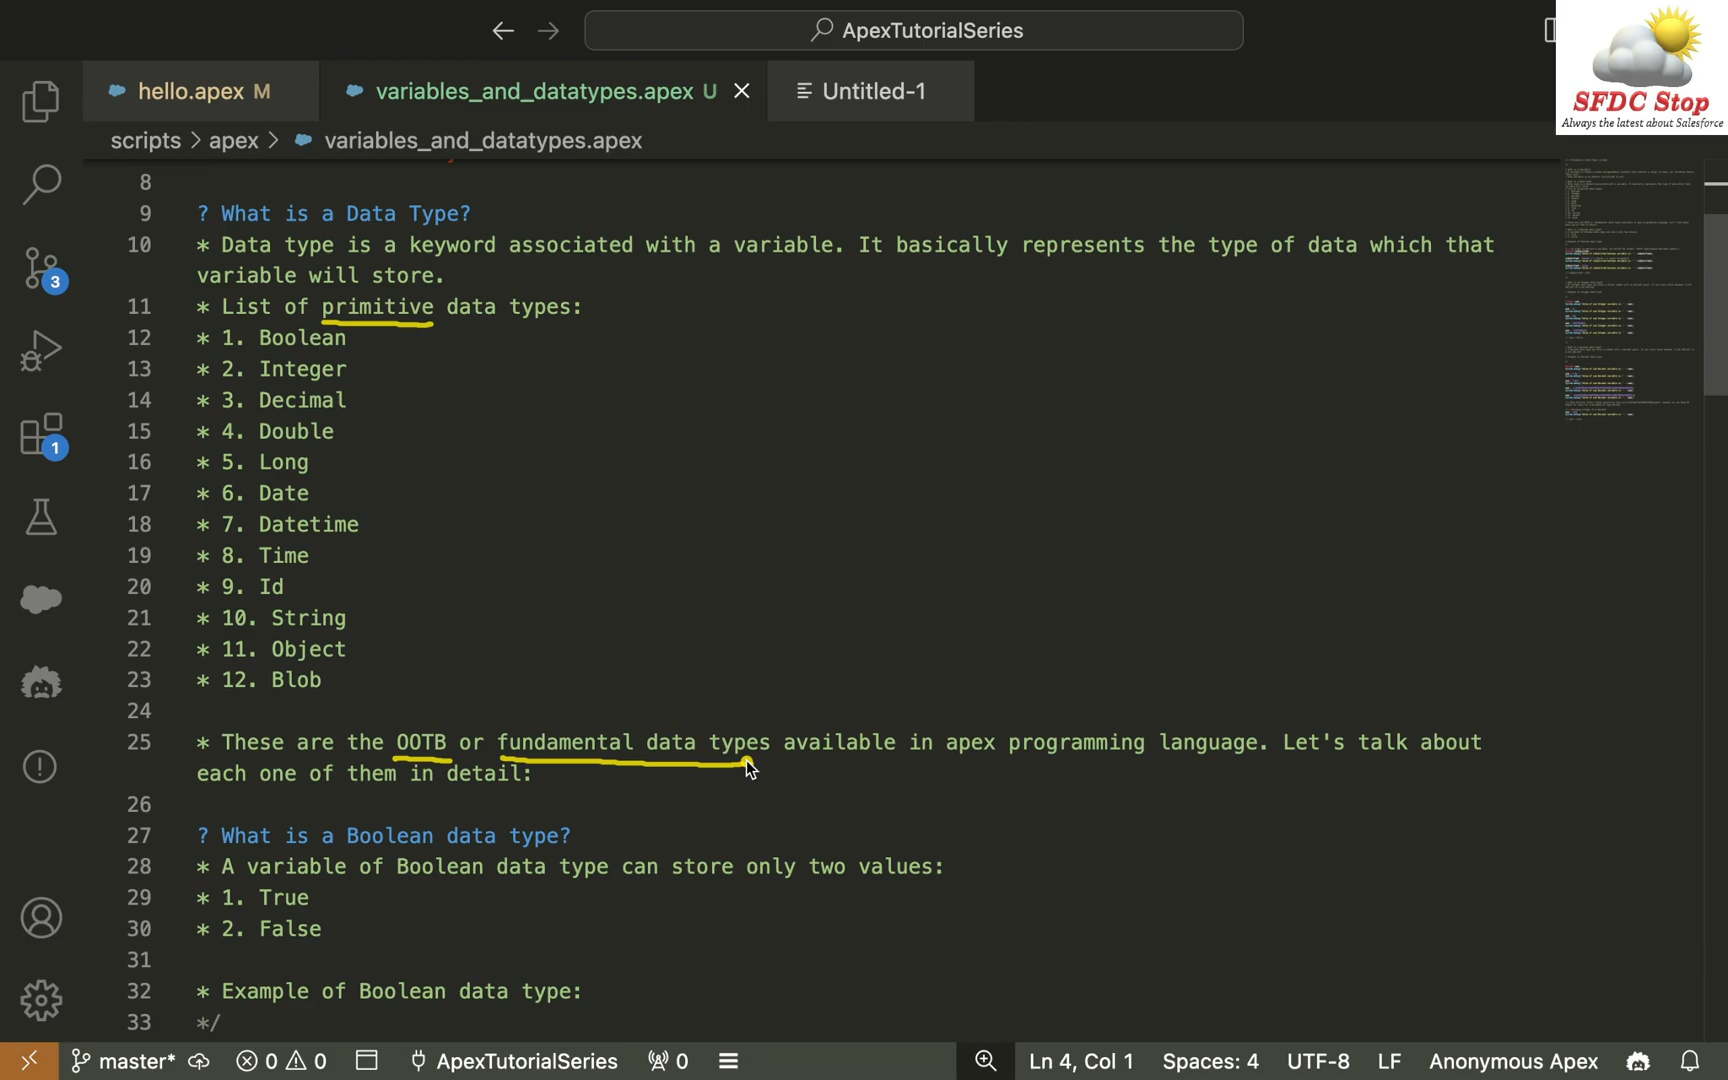 ApexTutorialSeries
SFDC Stop
Always the latest about Salesforce
hello.apex M
variables_and_datatypes.apex U
Untitled-1
scripts > apex > variables_and_datatypes.apex
8
9 ? What is a Data Type?
10 * Data type is a keyword associated with a variable. It basically represents the type of data which that
variable will store.
11 * List of primitive data types:
12 * 1. Boolean
13 * 2. Integer
14 * 3. Decimal
15 * 4. Double
16 * 5. Long
17 * 6. Date
18 * 7. Datetime
19 * 8. Time
20 * 9. Id
21 * 10. String
22 * 11. Object
23 * 12. Blob
24
25 * These are the OOTB or fundamental data types available in apex programming language. Let's talk about
each one of them in detail:
26
27 ? What is a Boolean data type?
28 * A variable of Boolean data type can store only two values:
29 * 1. True
30 * 2. False
31
32 * Example of Boolean data type:
33 */
3
1
master* 0 0 ApexTutorialSeries 0 Ln 4, Col 1 Spaces: 4 UTF-8 LF Anonymous Apex